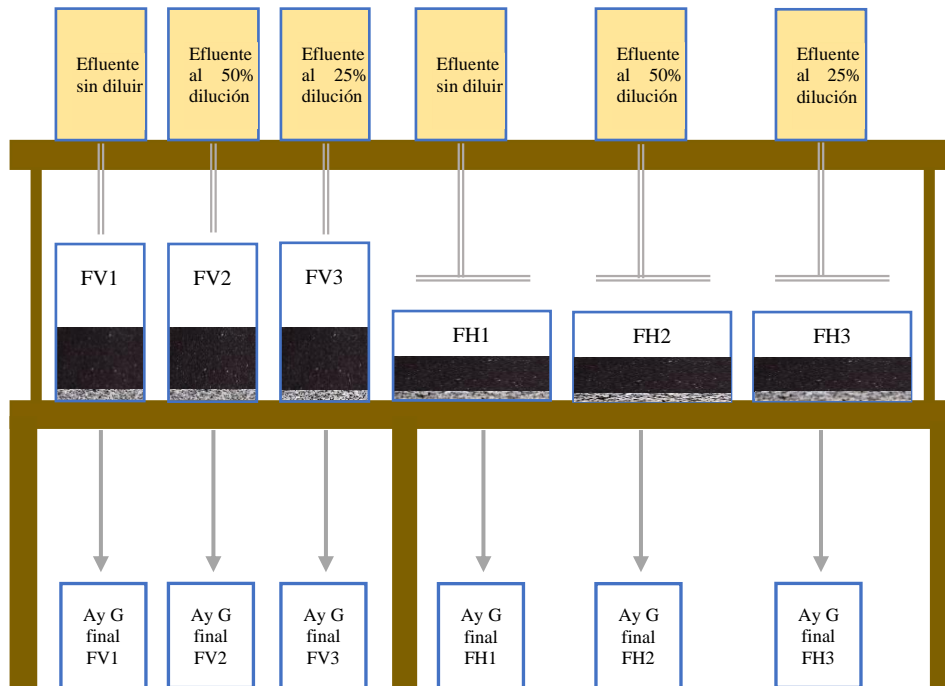 Efluente
sin diluir
Efluente
al 50%
dilución
Efluente
al 25%
dilución
Efluente
sin diluir
Efluente
al 50%
dilución
Efluente
al 25%
dilución
FV1
FV2
FV3
FH1
FH2
FH3
Ay G
final
FV1
Ay G
final
FV2
Ay G
final
FV3
Ay G
final
FH1
Ay G
final
FH2
Ay G
final
FH3